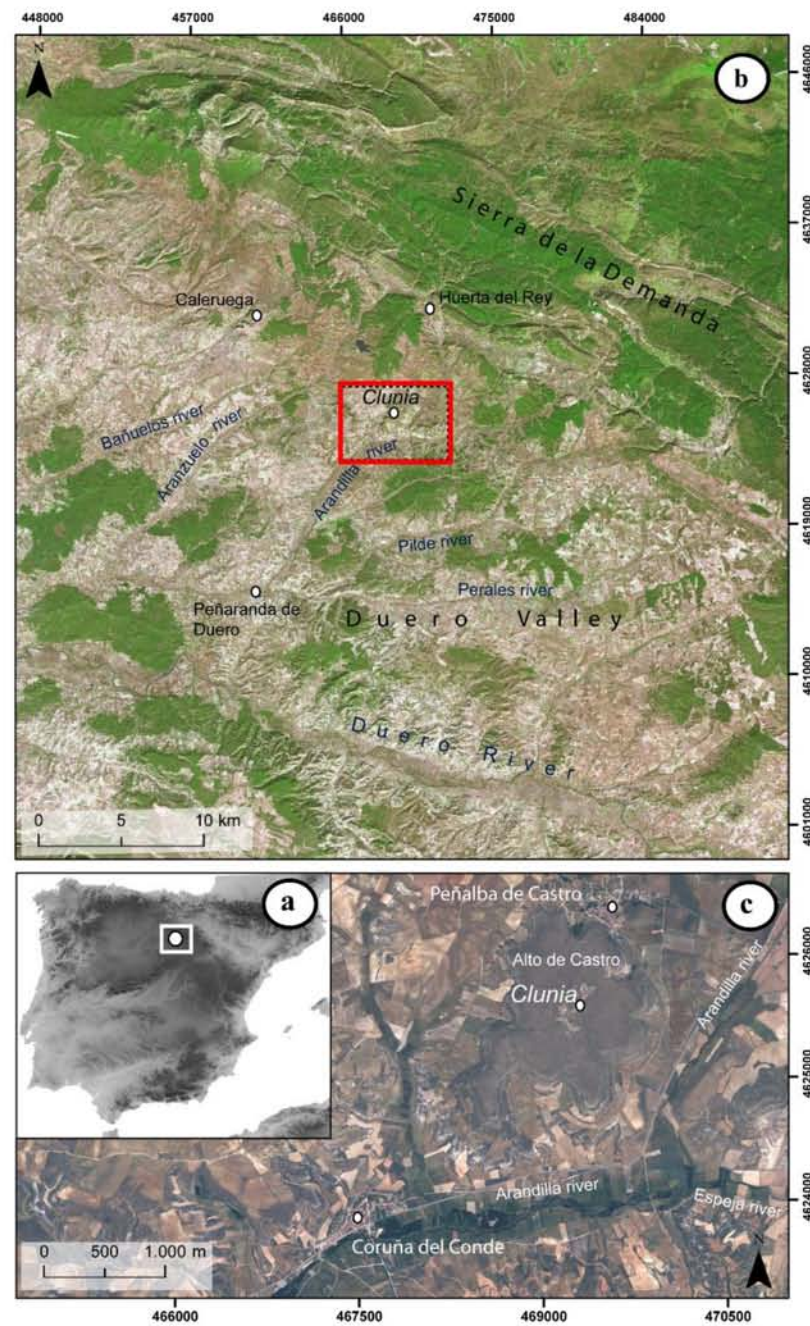 448000 457000 466000 475000 484000
N
b
4646000
4637000
Sierra de la Demanda
Caleruega
Huerta del Rey
4628000
Clunia
Bañuelos river
Aranzuelo river
Arandilla river
4619000
Pilde river
Perales river
Peñaranda de
Duero
Duero Valley
4610000
Duero River
0 5 10 km
4601000
a
Peñalba de Castro
c
Alto de Castro
4626000
Clunia
Arandilla river
4625000
Arandilla river
Espeja river
4624000
Coruña del Conde
0 500 1.000 m
N
466000 467500 469000 470500